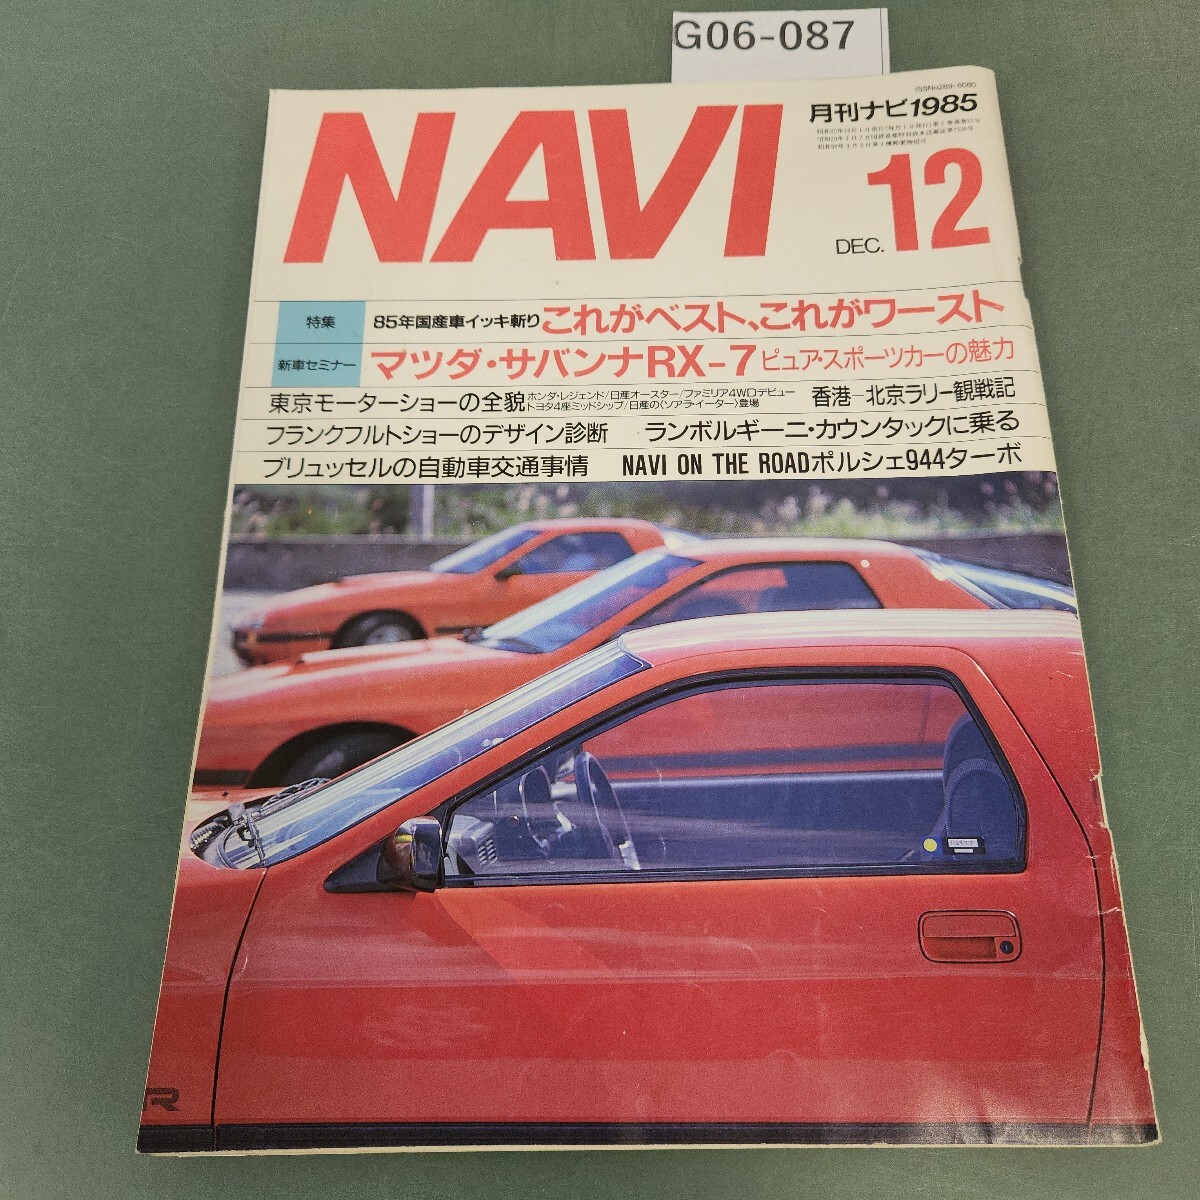 G06-087
ISSN0289-6060
NAVI
月刊ナビ1985
DEC. 12
特集 85年国産車イッキ斬り これがベスト、これがワースト
新車セミナー マツダ・サバンナRX-7 ピュア・スポーツカーの魅力
東京モーターショーの全貌 ホンダ・レジェンド/日産オースター/ファミリア4WDデビュー
トヨタ4座ミッドシップ/日産の〈ソアラ・イーター〉登場
香港―北京ラリー観戦記
フランクフルトショーのデザイン診断 ランボルギーニ・カウンタックに乗る
ブリュッセルの自動車交通事情 NAVI ON THE ROADポルシェ944ターボ
R